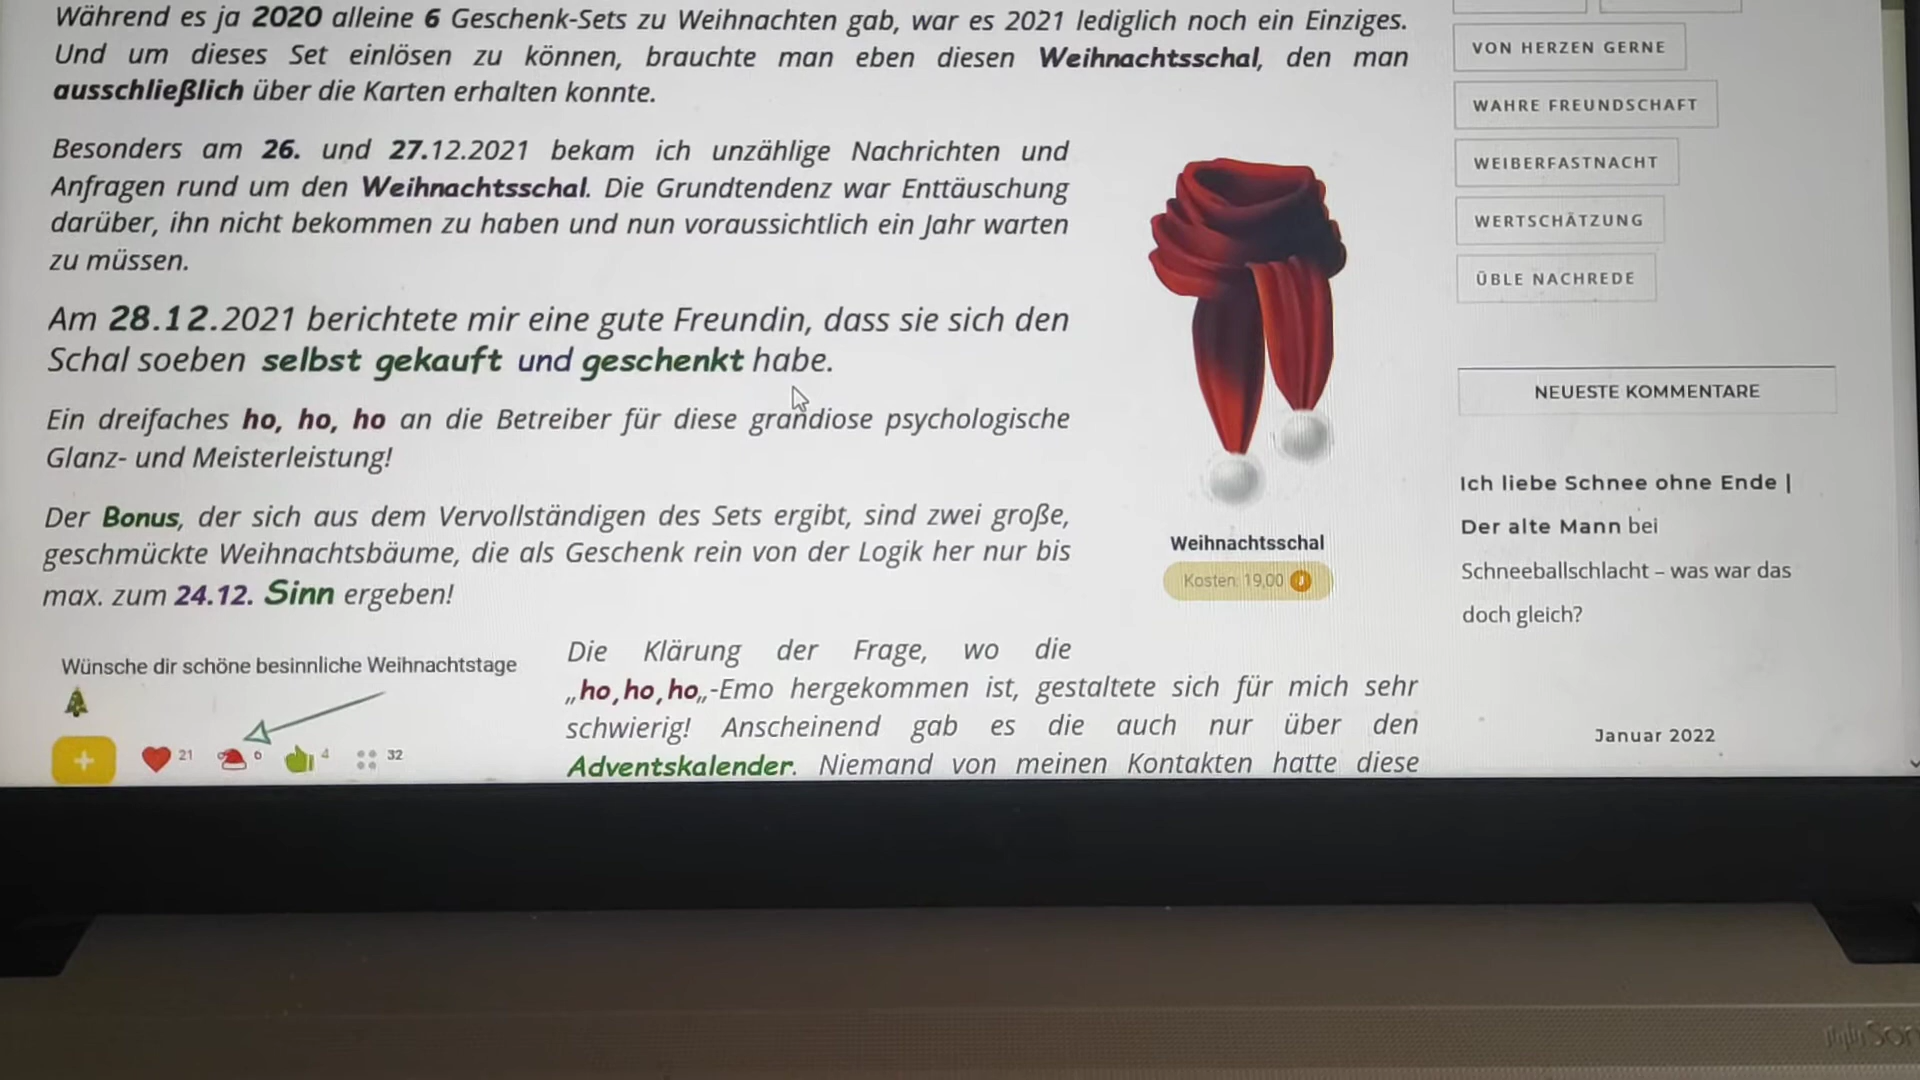 Während es ja 2020 alleine 6 Geschenk-Sets zu Weihnachten gab, war es 2021 lediglich noch ein Einziges.
Und um dieses Set einlösen zu können, brauchte man eben diesen Weihnachtsschal, den man
ausschließlich über die Karten erhalten konnte.
Besonders am 26. und 27.12.2021 bekam ich unzählige Nachrichten und
Anfragen rund um den Weihnachtsschal. Die Grundtendenz war Enttäuschung
darüber, ihn nicht bekommen zu haben und nun voraussichtlich ein Jahr warten
zu müssen.
Am 28.12.2021 berichtete mir eine gute Freundin, dass sie sich den
Schal soeben selbst gekauft und geschenkt habe.
Ein dreifaches ho, ho, ho an die Betreiber für diese grandiose psychologische
Glanz- und Meisterleistung!
Der Bonus, der sich aus dem Vervollständigen des Sets ergibt, sind zwei große,
geschmückte Weihnachtsbäume, die als Geschenk rein von der Logik her nur bis
max. zum 24.12. Sinn ergeben!
Weihnachtsschal
Kosten: 19,00
Wünsche dir schöne besinnliche Weihnachtstage
21 6 4 32
Die Klärung der Frage, wo die
„ho,ho,ho„-Emo hergekommen ist, gestaltete sich für mich sehr
schwierig! Anscheinend gab es die auch nur über den
Adventskalender. Niemand von meinen Kontakten hatte diese
VON HERZEN GERNE
WAHRE FREUNDSCHAFT
WEIBERFASTNACHT
WERTSCHÄTZUNG
ÜBLE NACHREDE
NEUESTE KOMMENTARE
Ich liebe Schnee ohne Ende |
Der alte Mann bei
Schneeballschlacht – was war das
doch gleich?
Januar 2022